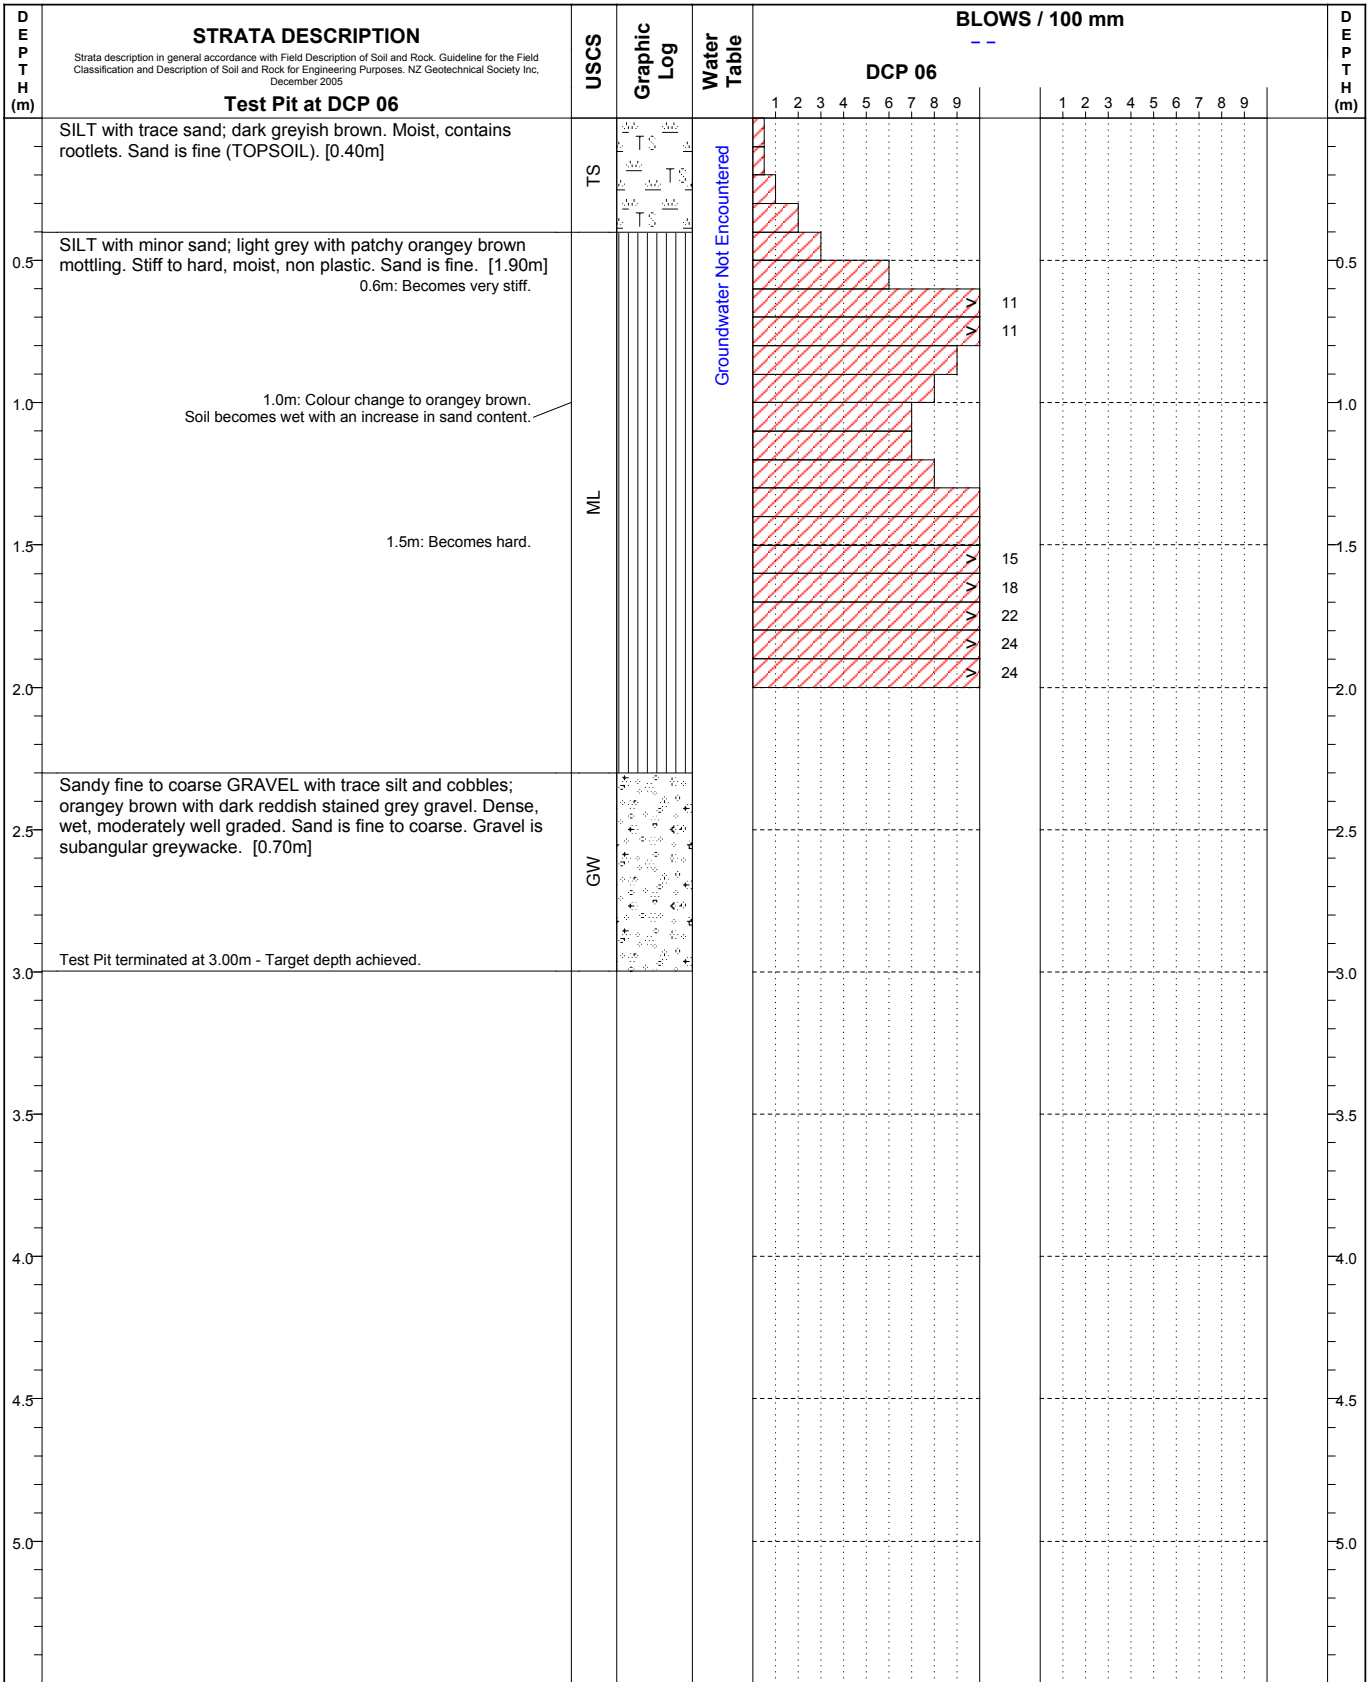 DEPTH (m)
STRATA DESCRIPTION
Strata description in general accordance with Field Description of Soil and Rock. Guideline for the Field
Classification and Description of Soil and Rock for Engineering Purposes. NZ Geotechnical Society Inc,
December 2005
Test Pit at DCP 06
USCS
Graphic
Log
Water
Table
BLOWS / 100 mm
– –
DCP 06
1 2 3 4 5 6 7 8 9
1 2 3 4 5 6 7 8 9
DEPTH (m)
SILT with trace sand; dark greyish brown. Moist, contains
rootlets. Sand is fine (TOPSOIL). [0.40m]
TS
TS
TS
TS
Groundwater Not Encountered
SILT with minor sand; light grey with patchy orangey brown
mottling. Stiff to hard, moist, non plastic. Sand is fine. [1.90m]
0.6m: Becomes very stiff.
0.5
0.5
> 11
> 11
1.0m: Colour change to orangey brown.
Soil becomes wet with an increase in sand content.
1.0
1.0
ML
1.5m: Becomes hard.
1.5
1.5
> 15
> 18
> 22
> 24
> 24
2.0
2.0
Sandy fine to coarse GRAVEL with trace silt and cobbles;
orangey brown with dark reddish stained grey gravel. Dense,
wet, moderately well graded. Sand is fine to coarse. Gravel is
subangular greywacke. [0.70m]
2.5
2.5
GW
Test Pit terminated at 3.00m - Target depth achieved.
3.0
3.0
3.5
3.5
4.0
4.0
4.5
4.5
5.0
5.0